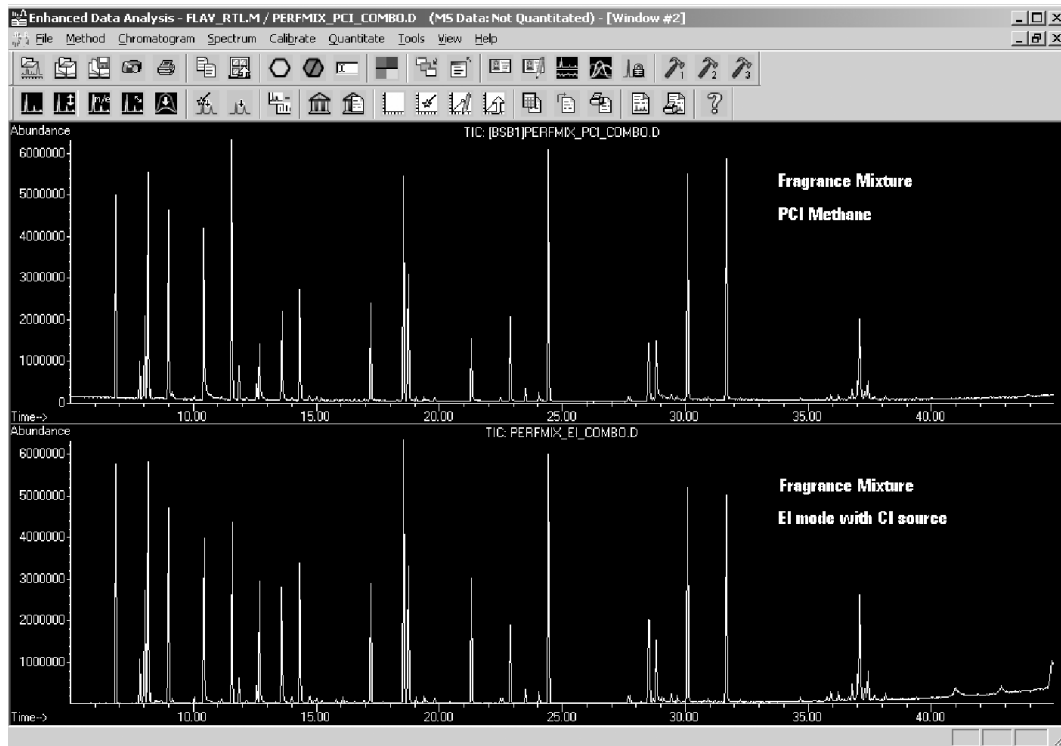 Enhanced Data Analysis - FLAV_RTL.M / PERFMIX_PCI_COMBO.D (MS Data: Not Quantitated) - [Window #2]
File Method Chromatogram Spectrum Calibrate Quantitate Tools View Help
Abundance
TIC: [BSB1]PERFMIX_PCI_COMBO.D
6000000
5000000
4000000
3000000
2000000
1000000
0
Fragrance Mixture
PCI Methane
Time--> 10.00 15.00 20.00 25.00 30.00 35.00 40.00
Abundance
TIC: PERFMIX_EI_COMBO.D
6000000
5000000
4000000
3000000
2000000
1000000
Fragrance Mixture
EI mode with CI source
Time--> 10.00 15.00 20.00 25.00 30.00 35.00 40.00